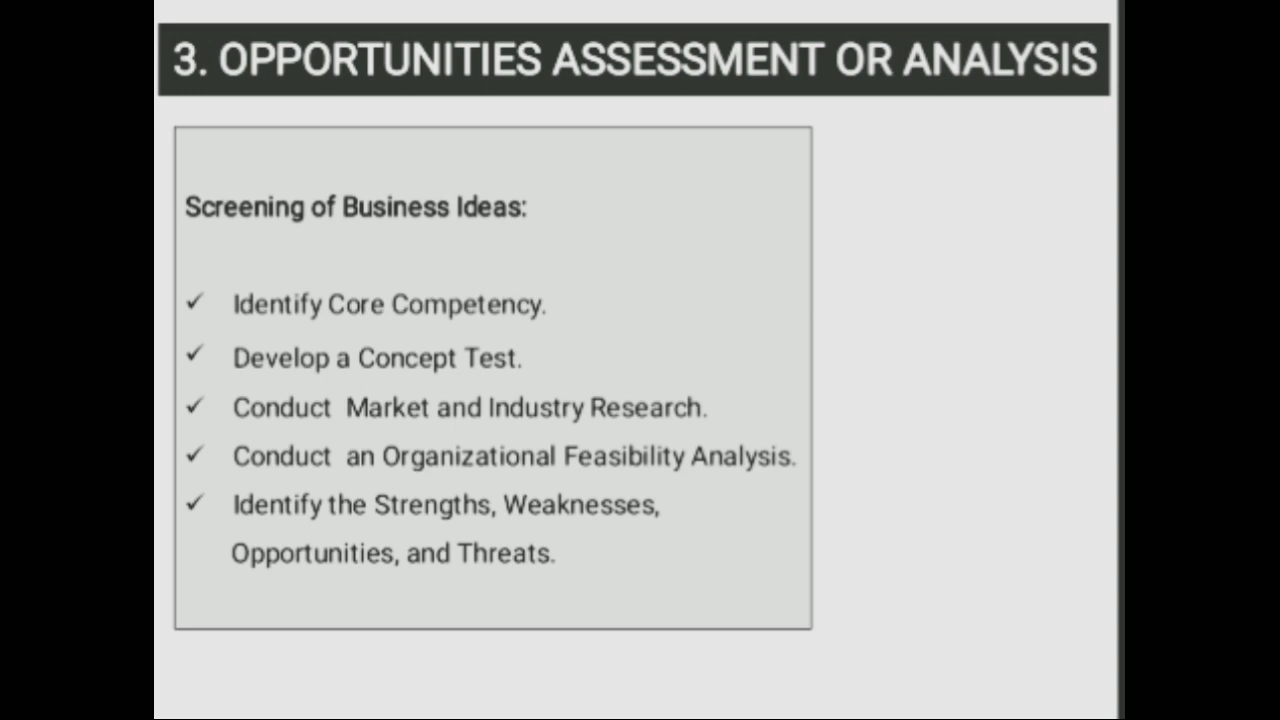 3. OPPORTUNITIES ASSESSMENT OR ANALYSIS
Screening of Business Ideas:
✓ Identify Core Competency.
✓ Develop a Concept Test.
✓ Conduct Market and Industry Research.
✓ Conduct an Organizational Feasibility Analysis.
✓ Identify the Strengths, Weaknesses,
Opportunities, and Threats.